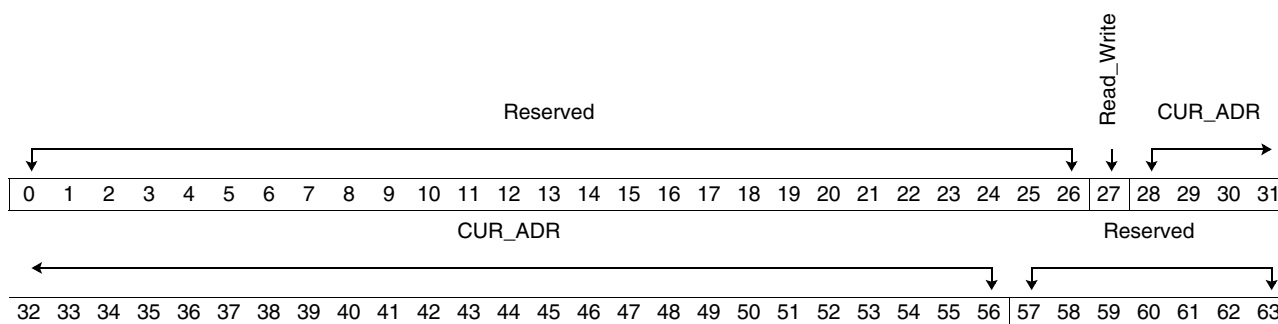 Read_Write
Reserved CUR_ADR
0 1 2 3 4 5 6 7 8 9 10 11 12 13 14 15 16 17 18 19 20 21 22 23 24 25 26 27 28 29 30 31
CUR_ADR Reserved
32 33 34 35 36 37 38 39 40 41 42 43 44 45 46 47 48 49 50 51 52 53 54 55 56 57 58 59 60 61 62 63